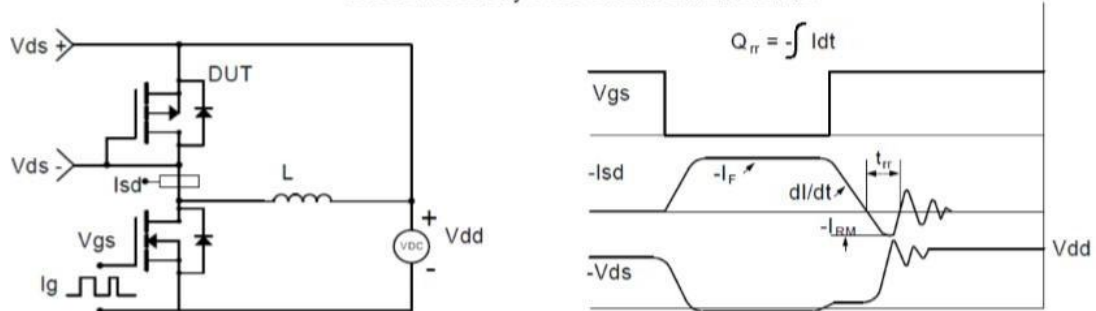 Vds +
DUT
Vds -
Isd
L
Vgs
+
VDC
Vdd
-
Ig
Qrr = -∫ Idt
Vgs
trr
-Isd
-IF
dI/dt
-IRM
Vdd
-Vds